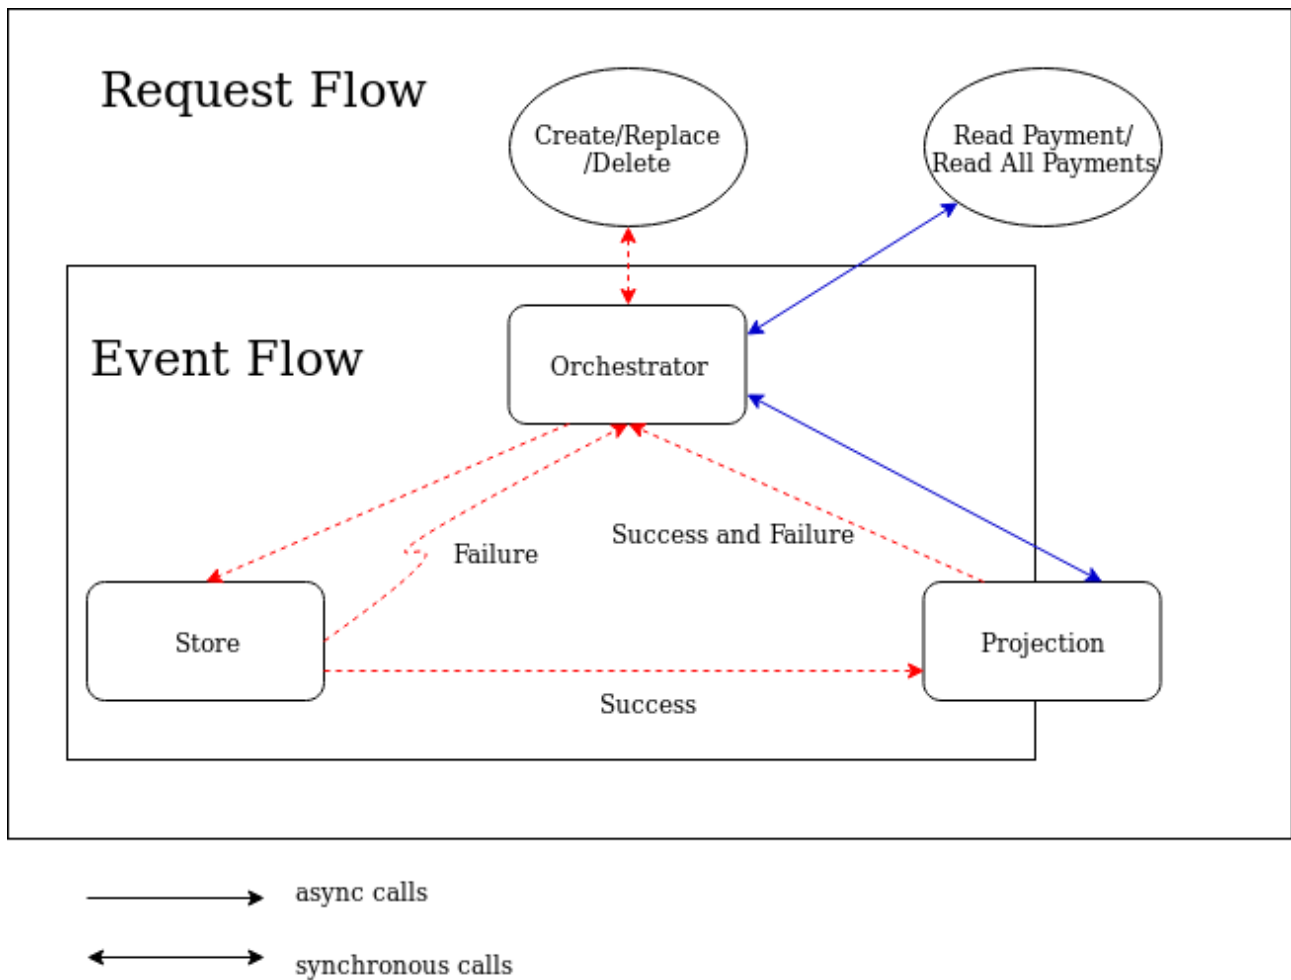 Request Flow
Create/Replace
/Delete
Read Payment/
Read All Payments
Event Flow
Orchestrator
Failure
Success and Failure
Store
Projection
Success
async calls
synchronous calls